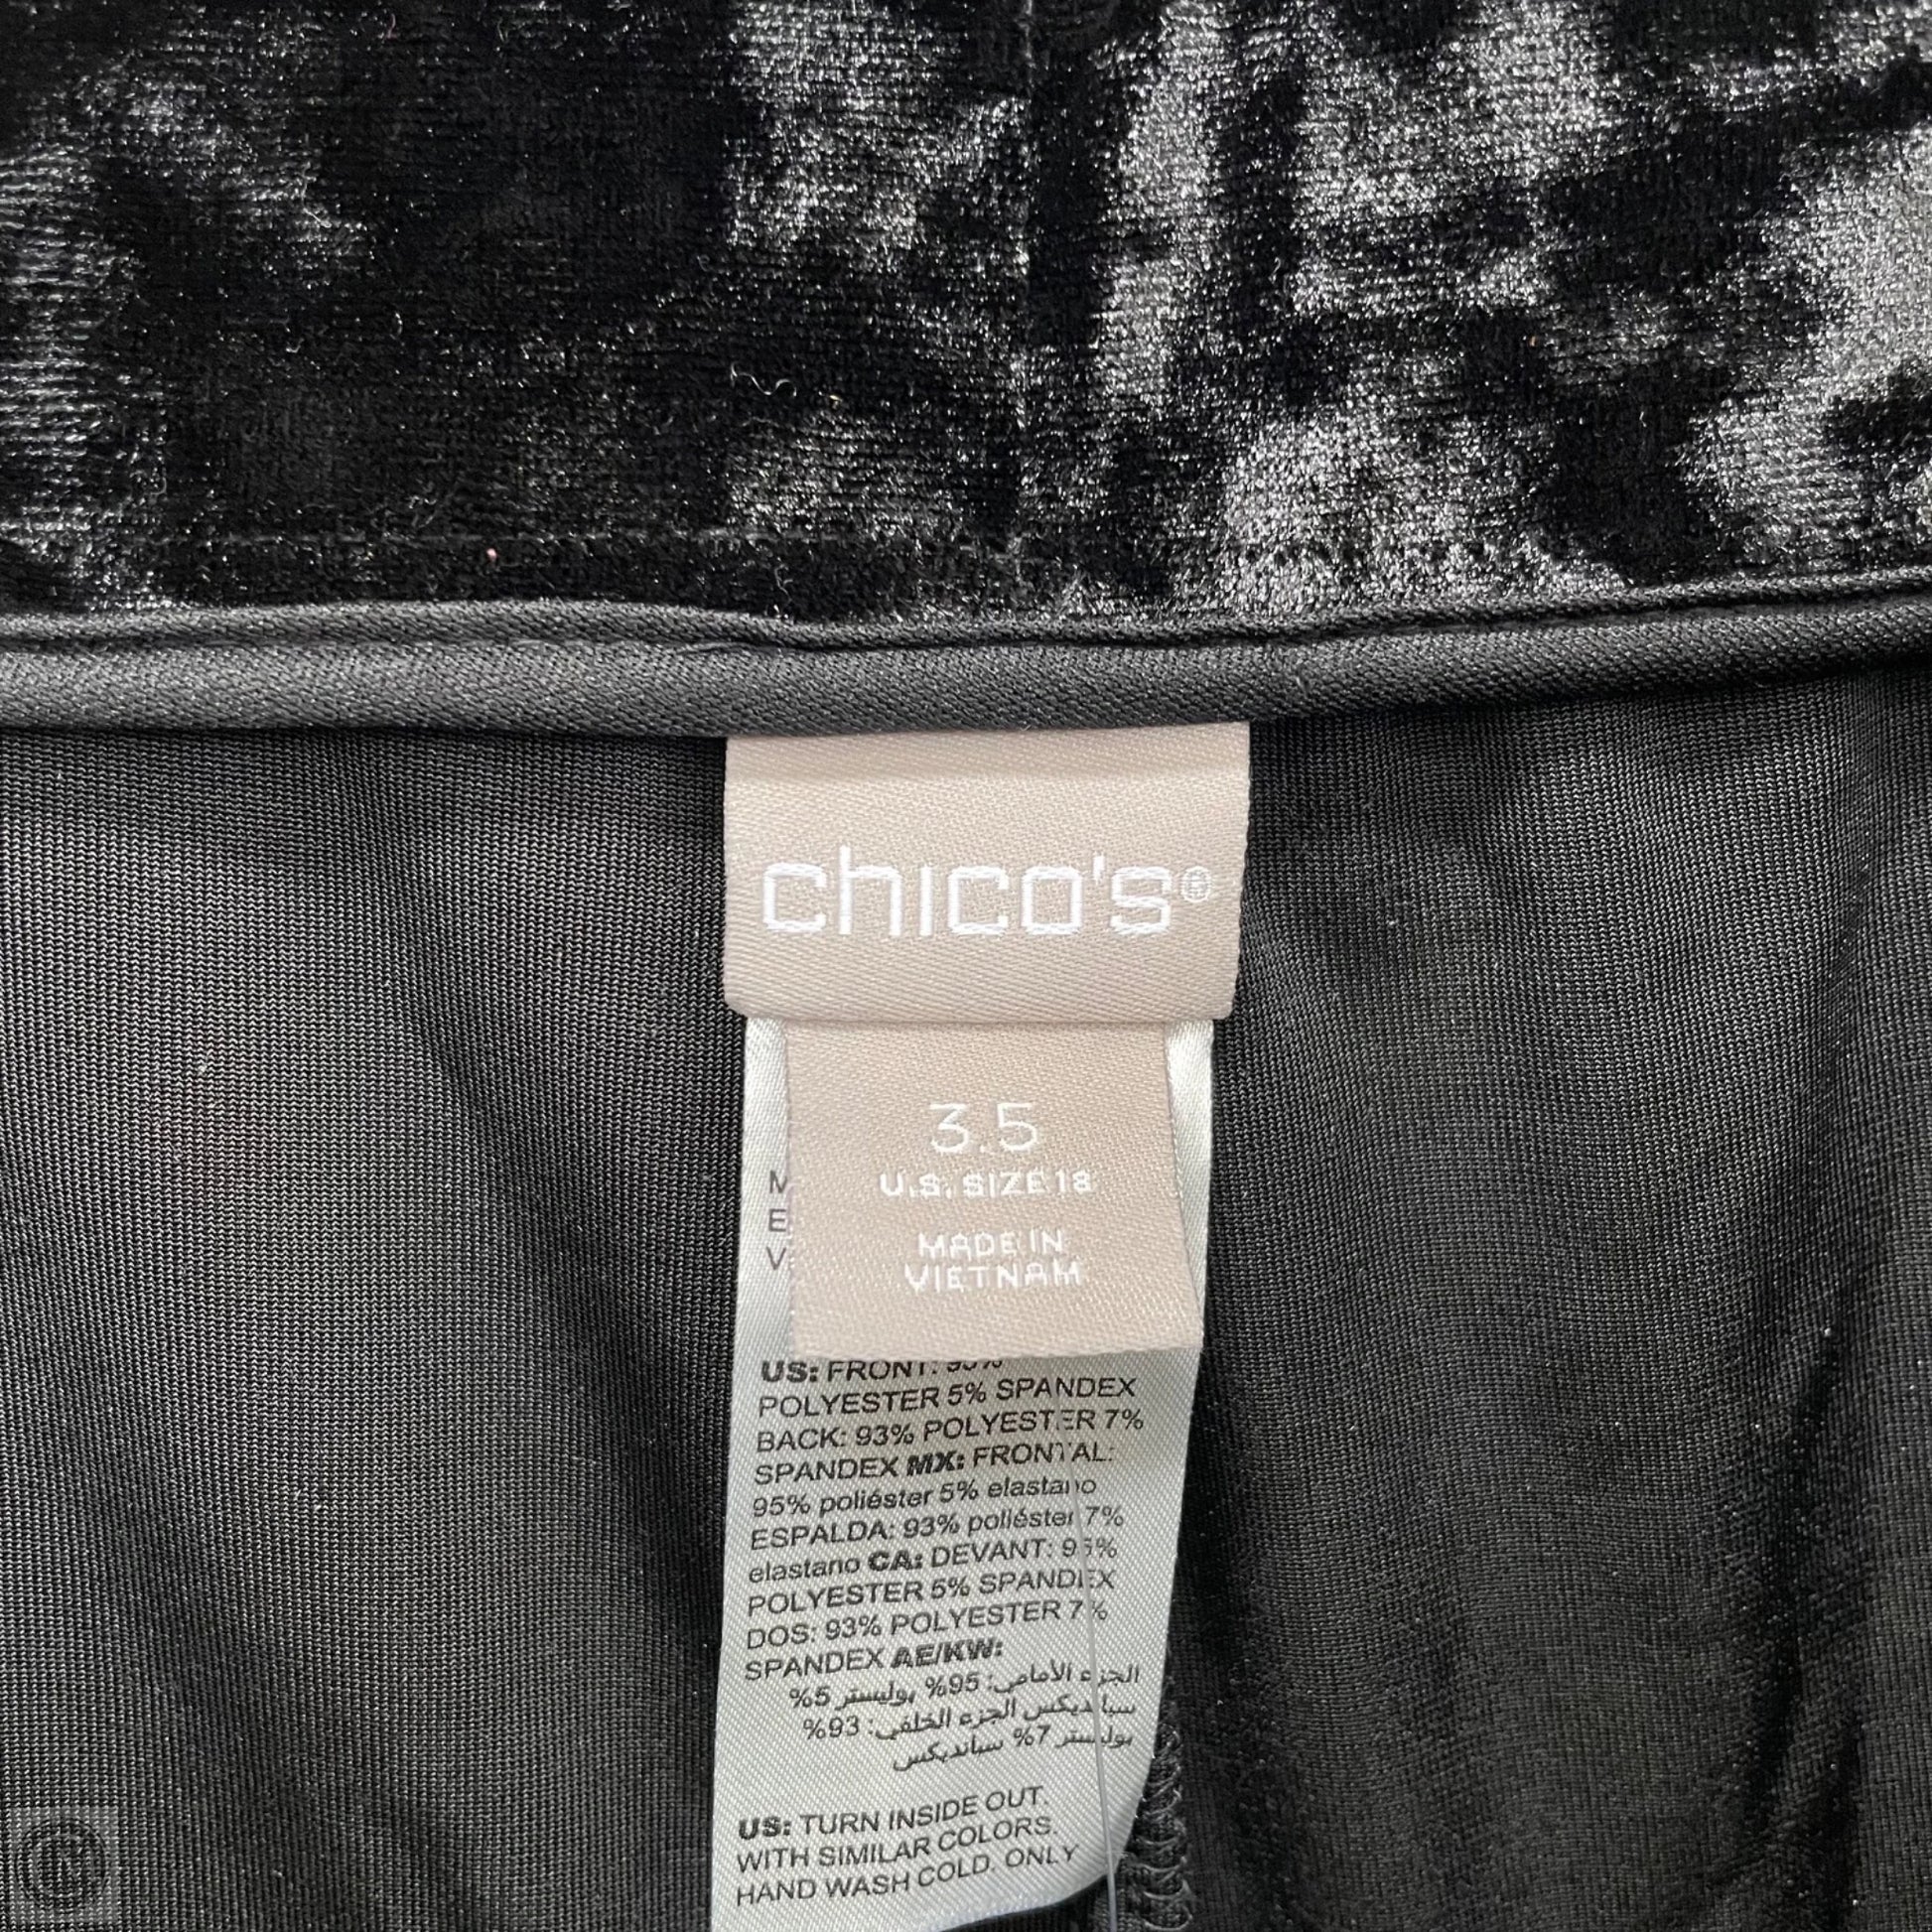 chico's®
3.5
U.S. SIZE 18
MADE IN
VIETNAM
M
E
V
US: FRONT: 95%
POLYESTER 5% SPANDEX
BACK: 93% POLYESTER 7%
SPANDEX MX: FRONTAL:
95% poliéster 5% elastano
ESPALDA: 93% poliéster 7%
elastano CA: DEVANT: 95%
POLYESTER 5% SPANDEX
DOS: 93% POLYESTER 7%
SPANDEX AE/KW:
الجزء الأمامي: 95% بوليستر 5%
سباندیکس الجزء الخلفي: 93%
بوليستر 7% سباندیکس
US: TURN INSIDE OUT.
WITH SIMILAR COLORS.
HAND WASH COLD. ONLY